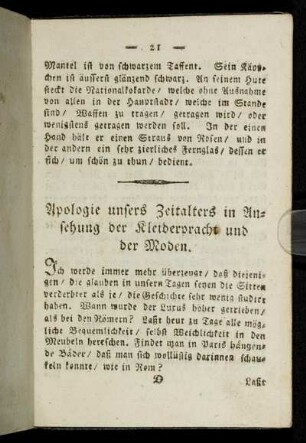 — 21 —
Mantel ist von schwarzem Taffent. Sein Käpp-
chen ist äusserst glänzend schwarz. An seinem Hute
steckt die Nationalkokarde/ welche ohne Ausnahme
von allen in der Hauptstadt/ welche im Stande
sind/ Waffen zu tragen/ getragen wird/ oder
wenigstens getragen werden soll. In der einen
Hand hält er einen Straus von Rosen/ und in
der andern ein sehr zierliches Fernglas/ dessen er
sich/ um schön zu thun/ bedient.
Apologie unsers Zeitalters in An-
sehung der Kleiderpracht und
der Moden.
Ich werde immer mehr überzeugt/ daß diejeni-
gen/ die glauben in unsern Tagen seyen die Sitten
verderbter als je/ die Geschichte sehr wenig studirt
haben. Wann wurde der Luxus höher getrieben/
als bei den Römern? Laßt heut zu Tage alle mög-
liche Bequemlichkeit/ selbst Weichlichkeit in den
Meubeln herschen. Findet man in Paris hängen-
de Bäder/ daß man sich wollüstig darinnen schau-
keln konnte/ wie in Rom?
D
Laßt